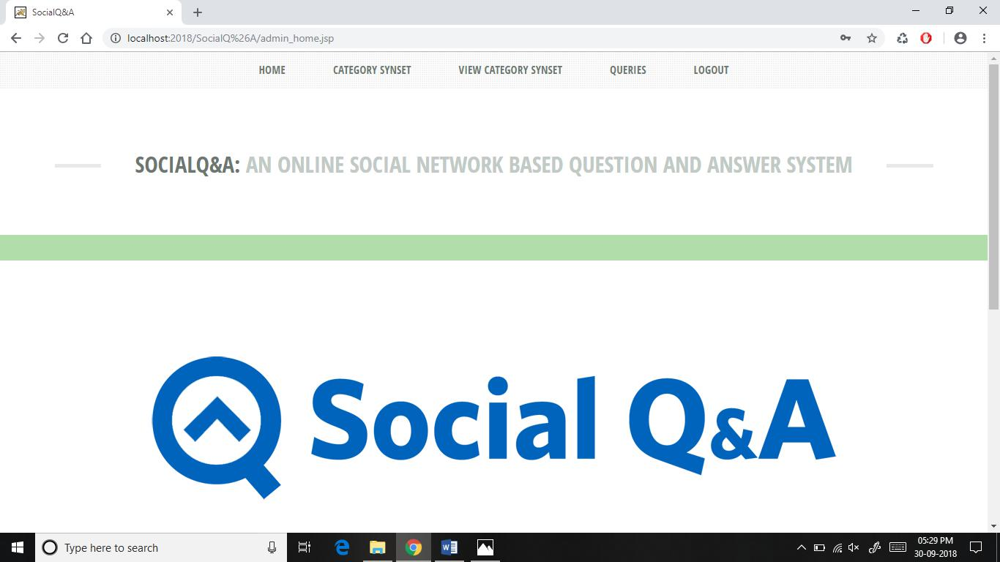 SocialQ&A
localhost:2018/SocialQ%26A/admin_home.jsp
HOME CATEGORY SYNSET VIEW CATEGORY SYNSET QUERIES LOGOUT
SOCIALQ&A: AN ONLINE SOCIAL NETWORK BASED QUESTION AND ANSWER SYSTEM
Social Q&A
Type here to search
05:29 PM
30-09-2018